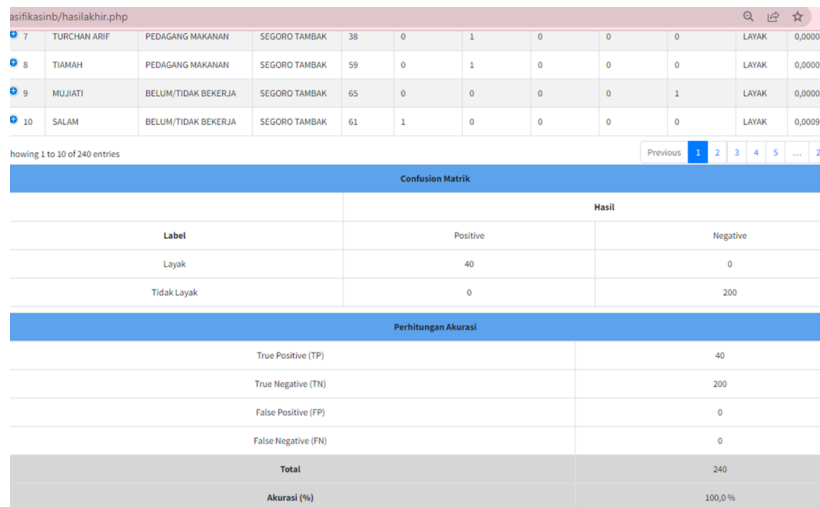 asifikasinb/hasilakhir.php
7 TURCHAN ARIF PEDAGANG MAKANAN SEGORO TAMBAK 38 0 1 0 0 0 LAYAK 0,0000
8 TIAMAH PEDAGANG MAKANAN SEGORO TAMBAK 59 0 1 0 0 0 LAYAK 0,0000
9 MUJIATI BELUM/TIDAK BEKERJA SEGORO TAMBAK 65 0 0 0 0 1 LAYAK 0,0000
10 SALAM BELUM/TIDAK BEKERJA SEGORO TAMBAK 61 1 0 0 0 0 LAYAK 0,0009
howing 1 to 10 of 240 entries Previous 1 2 3 4 5 ... 2
Confusion Matrik
Hasil
Label Positive Negative
Layak 40 0
Tidak Layak 0 200
Perhitungan Akurasi
True Positive (TP) 40
True Negative (TN) 200
False Positive (FP) 0
False Negative (FN) 0
Total 240
Akurasi (%) 100,0 %